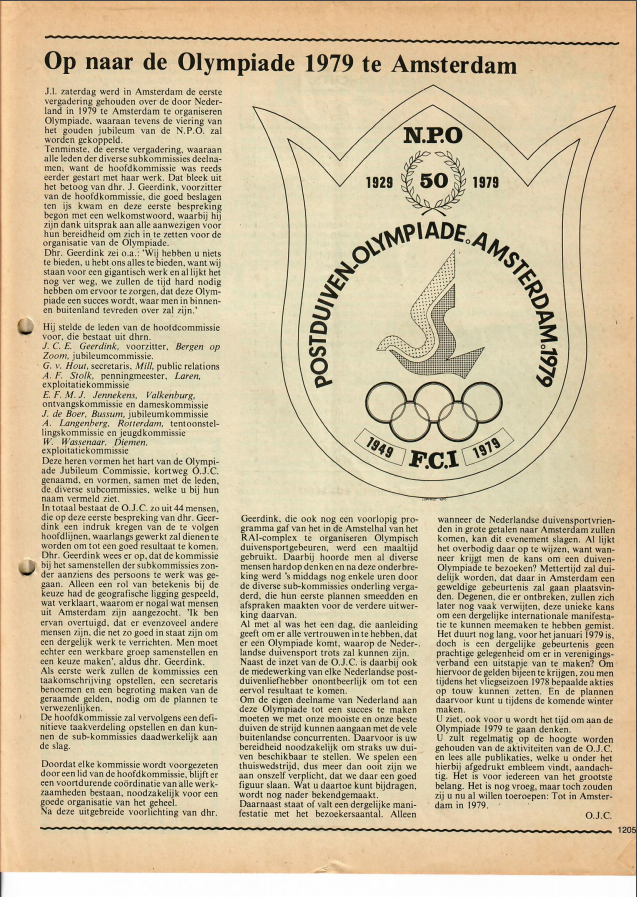 Op naar de Olympiade 1979 te Amsterdam
J.l. zaterdag werd in Amsterdam de eerste
vergadering gehouden over de door Neder-
land in 1979 te Amsterdam te organiseren
Olympiade, waaraan tevens de viering van
het gouden jubileum van de N.P.O. zal
worden gekoppeld.
Tenminste, de eerste vergadering, waaraan
alle leden der diverse subkommissies deelna-
men, want de hoofdkommissie was reeds
eerder gestart met haar werk. Dat bleek uit
het betoog van dhr. J. Geerdink, voorzitter
van de hoofdkommissie, die goed beslagen
ten ijs kwam en deze eerste bespreking
begon met een welkomstwoord, waarbij hij
zijn dank uitsprak aan alle aanwezigen voor
hun bereidheid om zich in te zetten voor de
organisatie van de Olympiade.
Dhr. Geerdink zei o.a.: 'Wij hebben u niets
te bieden, u hebt ons alles te bieden, want wij
staan voor een gigantisch werk en al lijkt het
nog ver weg, we zullen de tijd hard nodig
hebben om ervoor te zorgen, dat deze Olym-
piade een succes wordt, waar men in binnen-
en buitenland tevreden over zal zijn.'
Hij stelde de leden van de hoofdcommissie
voor, die bestaat uit dhrn.
J. C. E. Geerdink, voorzitter, Bergen op
Zoom, jubileumcommissie.
G. v. Hout, secretaris, Mill, public relations
A. F. Stolk, penningmeester, Laren,
exploitatiekommissie
E. F. M. J. Jennekens, Valkenburg,
ontvangskommissie en dameskommissie
J. de Boer, Bussum, jubileumkommissie
A. Langenberg, Rotterdam, tentoonstel-
lingskommissie en jeugdkommissie
W. Wassenaar, Diemen,
exploitatiekommissie
Deze heren vormen het hart van de Olympi-
ade Jubileum Commissie, kortweg O.J.C.
genaamd, en vormen, samen met de leden,
de diverse subcommissies, welke u bij hun
naam vermeld ziet.
In totaal bestaat de O.J.C. zo uit 44 mensen,
die op deze eerste bespreking van dhr. Geer-
dink een indruk kregen van de te volgen
hoofdlijnen, waarlangs gewerkt zal dienen te
worden om tot een goed resultaat te komen.
Dhr. Geerdink wees er op, dat de kommissie
bij het samenstellen der subkommissies zon-
der aanziens des persoons te werk was ge-
gaan. Alleen een rol van betekenis bij de
keuze had de geografische ligging gespeeld,
wat verklaart, waarom er nogal wat mensen
uit Amsterdam zijn aangezocht. 'Ik ben
ervan overtuigd, dat er evenzoveel andere
mensen zijn, die net zo goed in staat zijn om
een dergelijk werk te verrichten. Men moet
echter een werkbare groep samenstellen en
een keuze maken', aldus dhr. Geerdink.
Als eerste werk zullen de kommissies een
taakomschrijving opstellen, een secretaris
benoemen en een begroting maken van de
geraamde gelden, nodig om de plannen te
verwezenlijken.
De hoofdkommissie zal vervolgens een defi-
nitieve taakverdeling opstellen en dan kun-
nen de sub-kommissies daadwerkelijk aan
de slag.
Doordat elke kommissie wordt voorgezeten
door een lid van de hoofdkommissie, blijft er
een voortdurende coördinatie van alle werk-
zaamheden bestaan, noodzakelijk voor een
goede organisatie van het geheel.
Na deze uitgebreide voorlichting van dhr.
N.P.O
1929 50 1979
POSTDUIVEN.OLYMPIADE.AMSTERDAM.1979
1949 F.C.I 1979
Geerdink, die ook nog een voorlopig pro-
gramma gaf van het in de Amstelhal van het
RAI-complex te organiseren Olympisch
duivensportgebeuren, werd een maaltijd
gebruikt. Daarbij hoorde men al diverse
mensen hardop denken en na deze onderbre-
king werd 's middags nog enkele uren door
de diverse sub-kommissies onderling verga-
derd, die hun eerste plannen smeedden en
afspraken maakten voor de verdere uitwer-
king daarvan.
Al met al was het een dag, die aanleiding
geeft om er alle vertrouwen in te hebben, dat
er een Olympiade komt, waarop de Neder-
landse duivensport trots zal kunnen zijn.
Naast de inzet van de O.J.C. is daarbij ook
de medewerking van elke Nederlandse post-
duivenliefhebber onontbeerlijk om tot een
eervol resultaat te komen.
Om de eigen deelname van Nederland aan
deze Olympiade tot een succes te maken
moeten we met onze mooiste en onze beste
duiven de strijd kunnen aangaan met de vele
buitenlandse concurrenten. Daarvoor is uw
bereidheid noodzakelijk om straks uw dui-
ven beschikbaar te stellen. We spelen een
thuiswedstrijd, dus meer dan ooit zijn we
aan onszelf verplicht, dat we daar een goed
figuur slaan. Wat u daartoe kunt bijdragen,
wordt nog nader bekendgemaakt.
Daarnaast staat of valt een dergelijke mani-
festatie met het bezoekersaantal. Alleen
wanneer de Nederlandse duivensportvrien-
den in grote getalen naar Amsterdam zullen
komen, kan dit evenement slagen. Al lijkt
het overbodig daar op te wijzen, want wan-
neer krijgt men de kans om een duiven-
Olympiade te bezoeken? Mettertijd zal dui-
delijk worden, dat daar in Amsterdam een
geweldige gebeurtenis zal gaan plaatsvin-
den. Degenen, die er ontbreken, zullen zich
later nog vaak verwijten, deze unieke kans
om een dergelijke internationale manifesta-
tie te kunnen meemaken te hebben gemist.
Het duurt nog lang, voor het januari 1979 is,
doch is een dergelijke gebeurtenis geen
prachtige gelegenheid om er in verenigings-
verband een uitstapje van te maken? Om
hiervoor de gelden bijeen te krijgen, zou men
tijdens het vliegseizoen 1978 bepaalde akties
op touw kunnen zetten. En de plannen
daarvoor kunt u tijdens de komende winter
maken.
U ziet, ook voor u wordt het tijd om aan de
Olympiade 1979 te gaan denken.
U zult regelmatig op de hoogte worden
gehouden van de aktiviteiten van de O.J.C.
en lees alle publikaties, welke u onder het
hierbij afgedrukt embleem vindt, aandach-
tig. Het is voor iedereen van het grootste
belang. Het is nog vroeg, maar toch zouden
zij u nu al willen toeroepen: Tot in Amster-
dam in 1979.
O.J.C.
1205